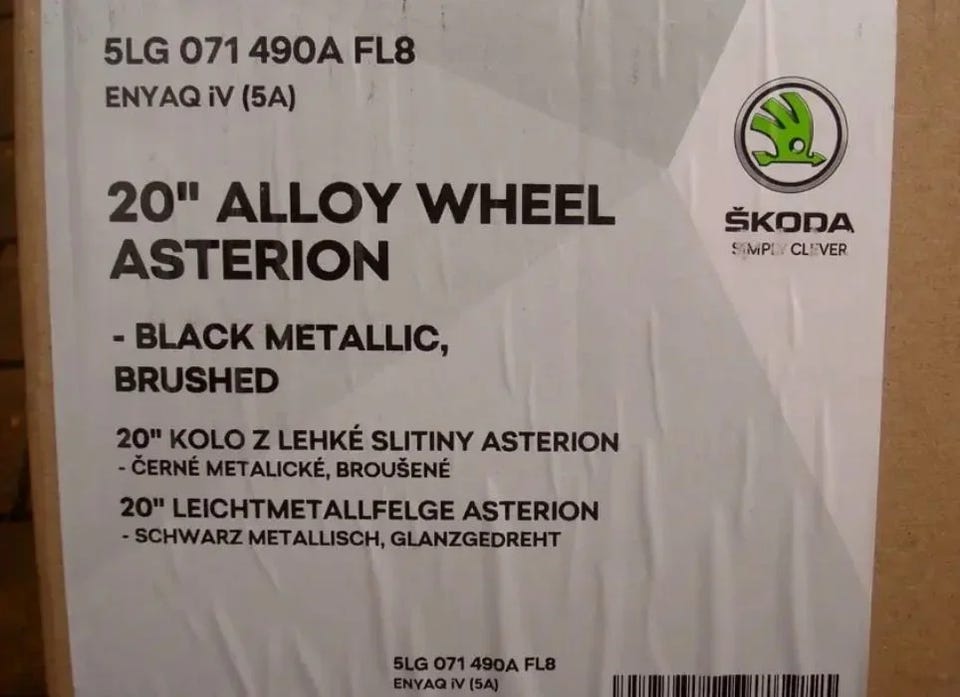 5LG 071 490A FL8
ENYAQ iV (5A)
20" ALLOY WHEEL
ASTERION
- BLACK METALLIC,
BRUSHED
20" KOLO Z LEHKÉ SLITINY ASTERION
- ČERNÉ METALICKÉ, BROUŠENÉ
20" LEICHTMETALLFELGE ASTERION
- SCHWARZ METALLISCH, GLANZGEDREHT
ŠKODA
SIMPLY CLEVER
5LG 071 490A FL8
ENYAQ iV (5A)